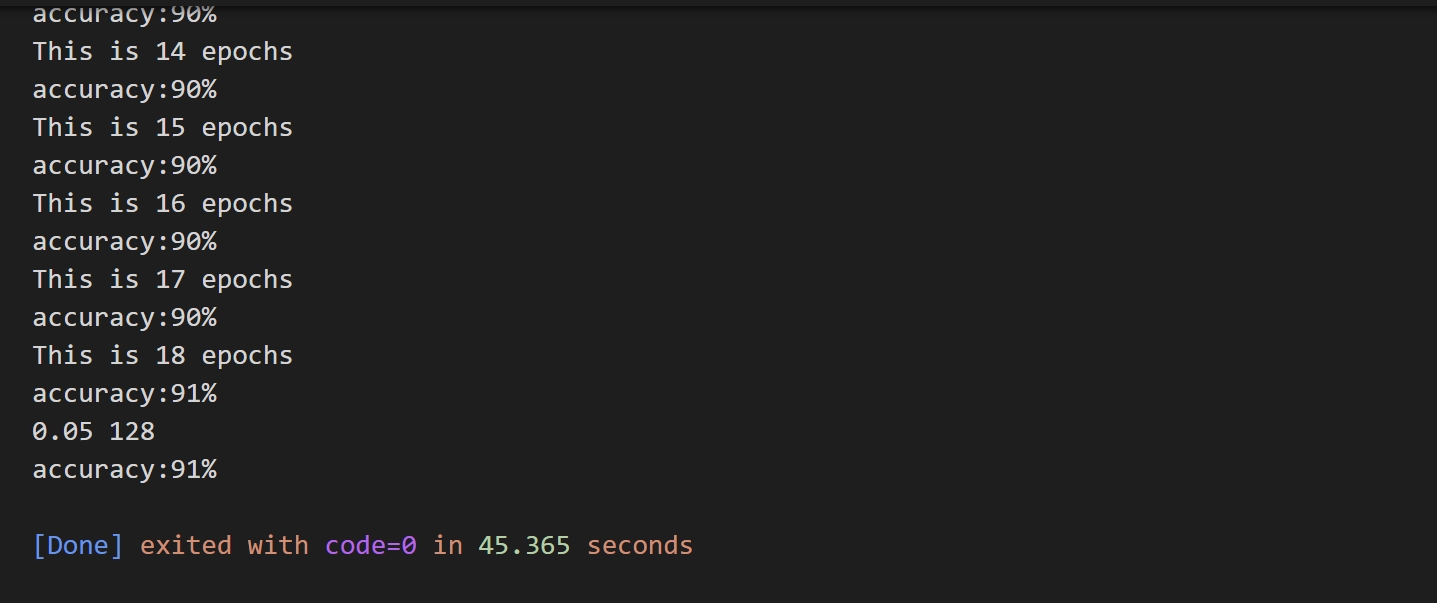 accuracy:90%
This is 14 epochs
accuracy:90%
This is 15 epochs
accuracy:90%
This is 16 epochs
accuracy:90%
This is 17 epochs
accuracy:90%
This is 18 epochs
accuracy:91%
0.05 128
accuracy:91%
[Done] exited with code=0 in 45.365 seconds